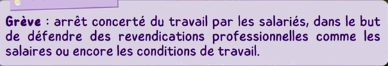 Grève : arrêt concerté du travail par les salariés, dans le but
de défendre des revendications professionnelles comme les
salaires ou encore les conditions de travail.